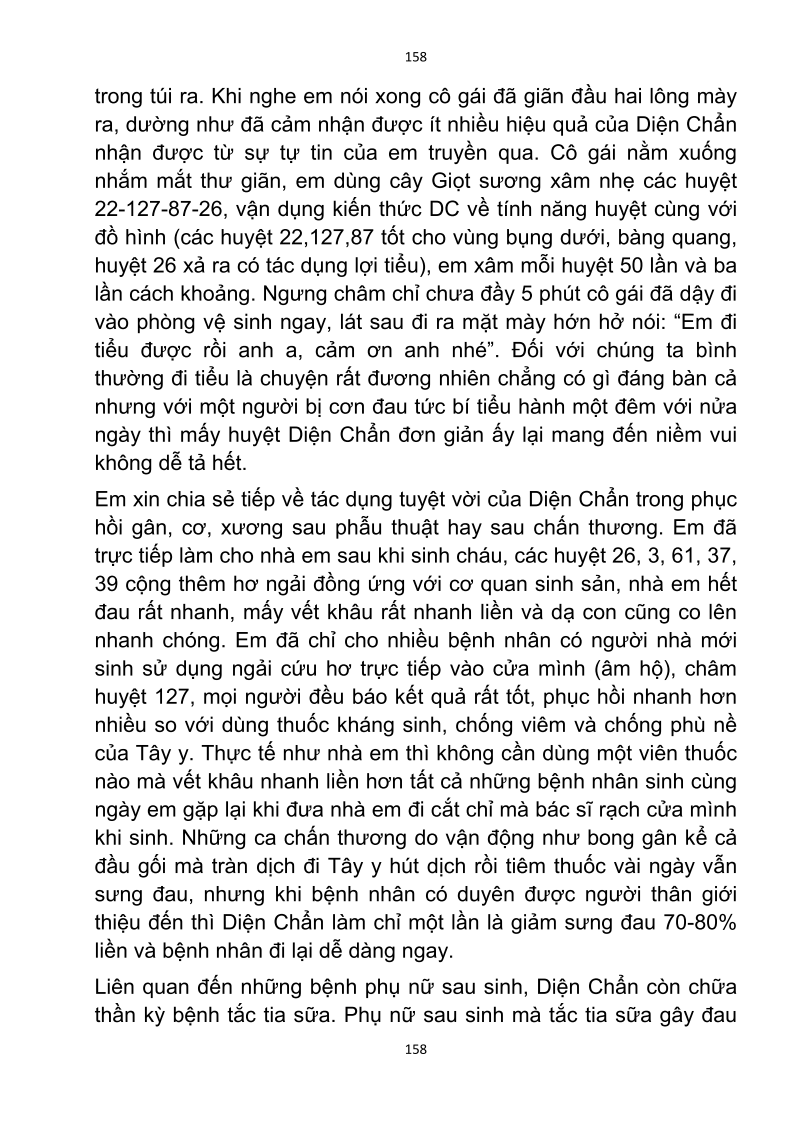 158
trong túi ra. Khi nghe em nói xong cô gái đã giãn đầu hai lông mày
ra, dường như đã cảm nhận được ít nhiều hiệu quả của Diện Chẩn
nhận được từ sự tự tin của em truyền qua. Cô gái nằm xuống
nhắm mắt thư giãn, em dùng cây Giọt sương xâm nhẹ các huyệt
22-127-87-26, vận dụng kiến thức DC về tính năng huyệt cùng với
đồ hình (các huyệt 22,127,87 tốt cho vùng bụng dưới, bàng quang,
huyệt 26 xả ra có tác dụng lợi tiểu), em xâm mỗi huyệt 50 lần và ba
lần cách khoảng. Ngưng châm chỉ chưa đầy 5 phút cô gái đã dậy đi
vào phòng vệ sinh ngay, lát sau đi ra mặt mày hớn hở nói: “Em đi
tiểu được rồi anh a, cảm ơn anh nhé”. Đối với chúng ta bình
thường đi tiểu là chuyện rất đương nhiên chẳng có gì đáng bàn cả
nhưng với một người bị cơn đau tức bí tiểu hành một đêm với nửa
ngày thì mấy huyệt Diện Chẩn đơn giản ấy lại mang đến niềm vui
không dễ tả hết.
Em xin chia sẻ tiếp về tác dụng tuyệt vời của Diện Chẩn trong phục
hồi gân, cơ, xương sau phẫu thuật hay sau chấn thương. Em đã
trực tiếp làm cho nhà em sau khi sinh cháu, các huyệt 26, 3, 61, 37,
39 cộng thêm hơ ngải đồng ứng với cơ quan sinh sản, nhà em hết
đau rất nhanh, mấy vết khâu rất nhanh liền và dạ con cũng co lên
nhanh chóng. Em đã chỉ cho nhiều bệnh nhân có người nhà mới
sinh sử dụng ngải cứu hơ trực tiếp vào cửa mình (âm hộ), châm
huyệt 127, mọi người đều báo kết quả rất tốt, phục hồi nhanh hơn
nhiều so với dùng thuốc kháng sinh, chống viêm và chống phù nề
của Tây y. Thực tế như nhà em thì không cần dùng một viên thuốc
nào mà vết khâu nhanh liền hơn tất cả những bệnh nhân sinh cùng
ngày em gặp lại khi đưa nhà em đi cắt chỉ mà bác sĩ rạch cửa mình
khi sinh. Những ca chấn thương do vận động như bong gân kể cả
đầu gối mà tràn dịch đi Tây y hút dịch rồi tiêm thuốc vài ngày vẫn
sưng đau, nhưng khi bệnh nhân có duyên được người thân giới
thiệu đến thì Diện Chẩn làm chỉ một lần là giảm sưng đau 70-80%
liền và bệnh nhân đi lại dễ dàng ngay.
Liên quan đến những bệnh phụ nữ sau sinh, Diện Chẩn còn chữa
thần kỳ bệnh tắc tia sữa. Phụ nữ sau sinh mà tắc tia sữa gây đau
158